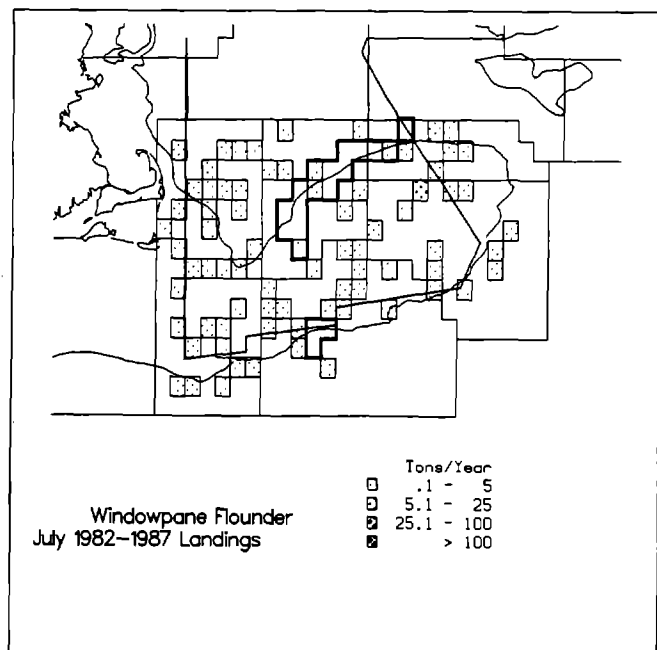 Tons/Year
.1 - 5
5.1 - 25
25.1 - 100
> 100
Windowpane Flounder
July 1982-1987 Landings